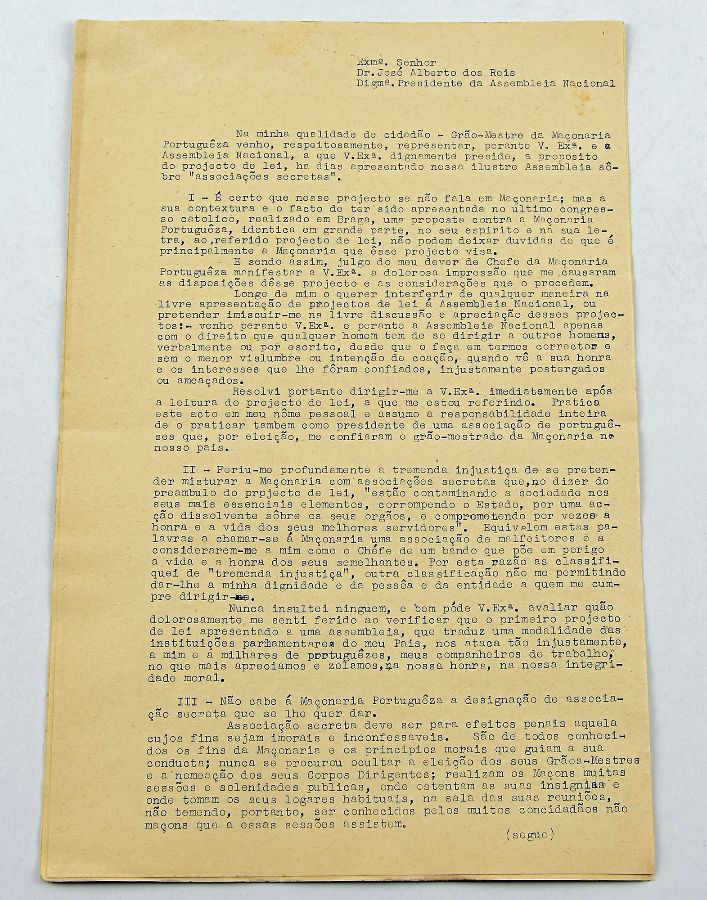 Exmº. Senhor
Dr.José Alberto dos Reis
Digmº.Presidente da Assembleia Nacional
Na minha qualidade de cidadão - Grão-Mestre da Maçonaria
Portuguêza venho, respeitosamente, representar, perante V. Exª. e a
Assembleia Nacional, a que V.Exª. dignamente preside, a proposito
do projecto de lei, ha dias apresentado nessa ilustre Assembleia sô-
bre "associações secretas".
I - É certo que nesse projecto se não fala em Maçonaria; mas a
sua contextura e o facto de ter sido apresentada no ultimo congres-
so catolico, realizado em Braga, uma proposta contra a Maçonaria
Portuguêza, identica em grande parte, no seu espirito e na sua le-
tra, ao referido projecto de lei, não podem deixar duvidas de que é
principalmente a Maçonaria que êsse projecto visa.
E sendo assim, julgo do meu dever de Chefe da Maçonaria
Portuguêza manifestar a V.Exª. a dolorosa impressão que me causaram
as disposições dêsse projecto e as considerações que o procedem.
Longe de mim o querer interferir de qualquer maneira na
livre apresentação de projectos de lei á Assembleia Nacional, ou
pretender imiscuir-me na livre discussão e apreciação desses projec-
tos:- venho perante V.Exª. e perante a Assembleia Nacional apenas
com o direito que qualquer homem tem de se dirigir a outros homens,
verbalmente ou por escrito, desde que o faça em termos correctos e
sem o menor vislumbre ou intenção de coação, quando vê a sua honra
e os interesses que lhe fôram confiados, injustamente postergados
ou ameaçados.
Resolvi portanto dirigir-me a V.Exª. imediatamente após
a leitura do projecto de lei, a que me estou referindo. Pratico
este acto em meu nôme pessoal e assumo a responsabilidade inteira
de o praticar tambem como presidente de uma associação de portuguê-
ses que, por eleição, me confiaram o grão-mestrado da Maçonaria no
nosso pais.
II - Feriu-me profundamente a tremenda injustiça de se preten-
der misturar a Maçonaria com associações secretas que,no dizer do
preambulo do projecto de lei, "estão contaminando a sociedade nos
seus mais essenciais elementos, corrompendo o Estado, por uma ac-
ção dissolvente sôbre os seus orgãos, e comprometendo por vezes a
honra e a vida dos seus melhores servidores". Equivalem estas pa-
lavras a chamar-se á Maçonaria uma associação de malfeitores e a
considerarem-me a mim como o Chéfe de um bando que põe em perigo
a vida e a honra dos seus semelhantes. Por esta razão as classifi-
quei de "tremenda injustiça", outra classificação não me permitindo
dar-lhe a minha dignidade e da pessôa e da entidade a quem me cum-
pre dirigir-me.
Nunca insultei ninguem, e bem póde V.Exª. avaliar quão
dolorosamente me senti ferido ao verificar que o primeiro projecto
de lei apresentado a uma assembleia, que traduz uma modalidade das
instituições parlamentares do meu Pais, nos ataca tão injustamente,
a mim e a milhares de portuguêzes, meus companheiros de trabalho,
no que mais apreciamos e zelamos,na nossa honra, na nossa integri-
dade moral.
III - Não cabe á Maçonaria Portuguêza a designação de associa-
ção secreta que se lhe quer dar.
Associação secreta deve ser para efeitos penais aquela
cujos fins sejam imorais e inconfessaveis. São de todos conheci-
dos os fins da Maçonaria e os principios morais que guiam a sua
conducta; nunca se procurou ocultar a eleição dos seus Grãos-Mestres
e a nomeação dos seus Corpos Dirigentes; realizam os Maçons muitas
sessões e solenidades publicas, onde ostentam as suas insignias e
onde tomam os seus logares habituais, na sala das suas reuniões,
não temendo, portanto, ser conhecidos pelos muitos concidadãos não
maçons que a essas sessões assistem.
(segue)